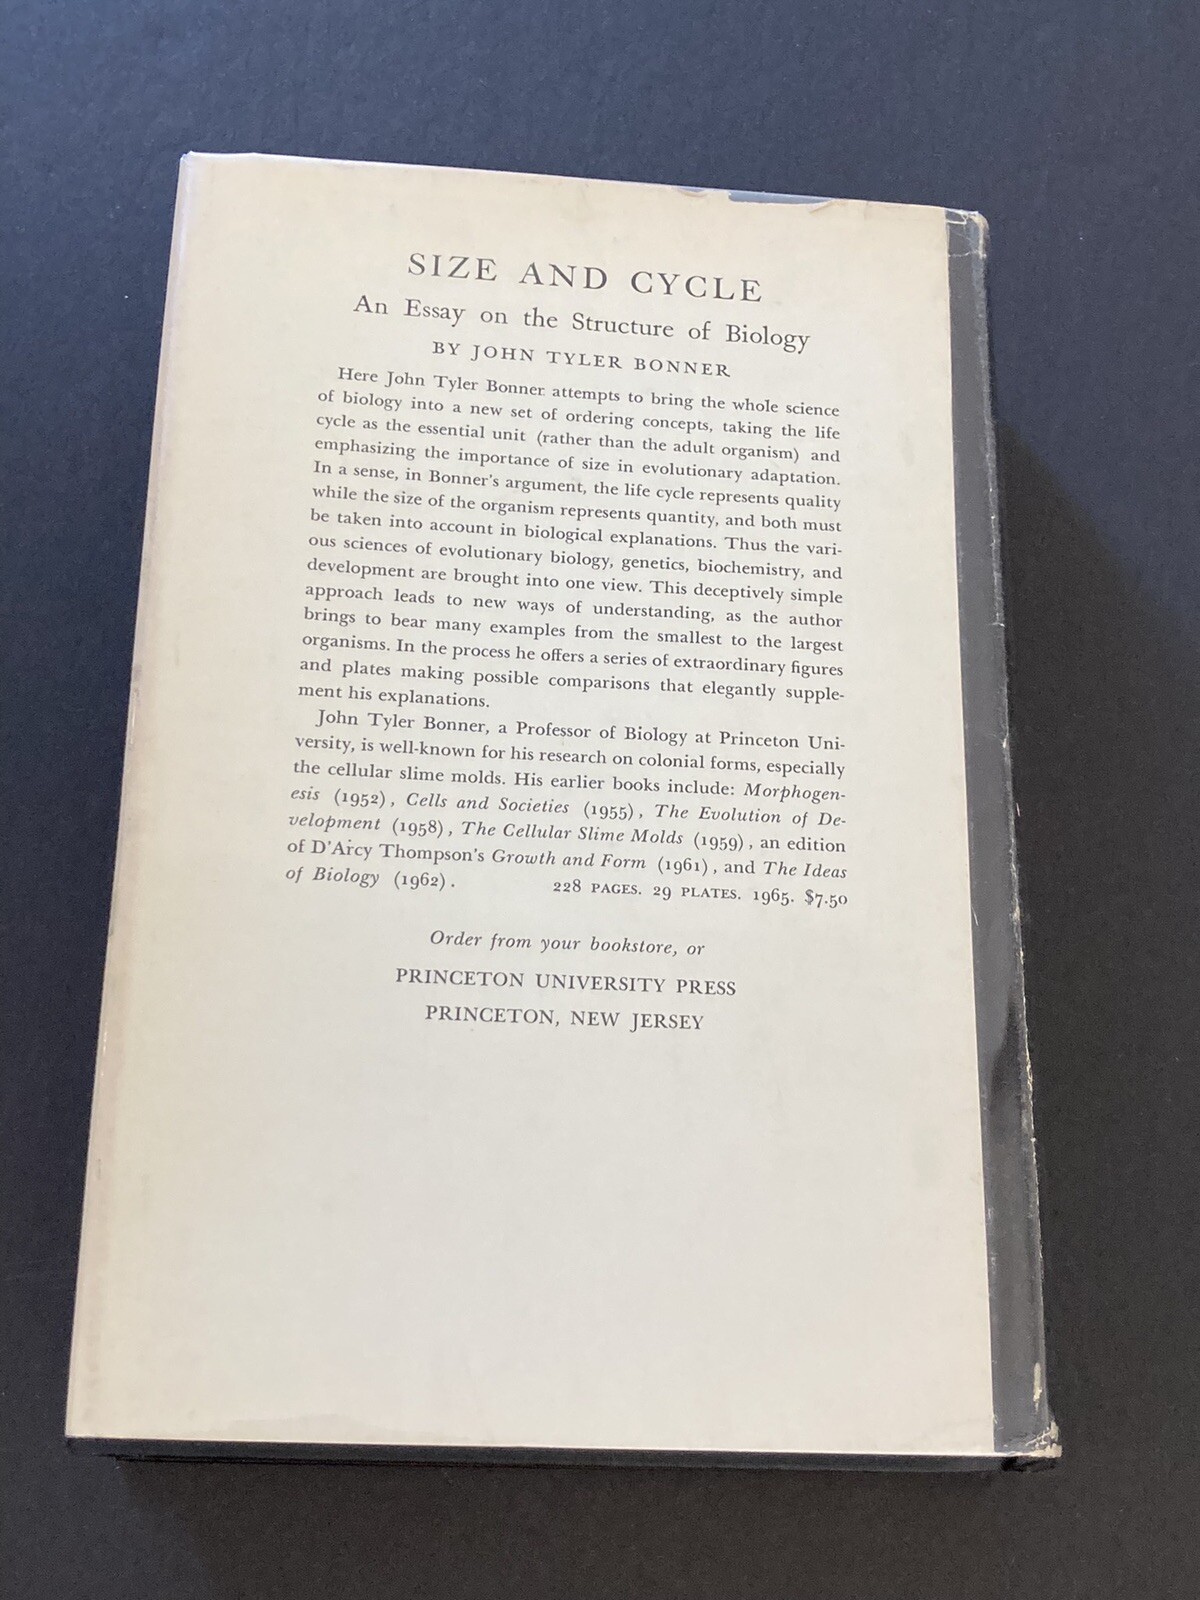 SIZE AND CYCLE
An Essay on the Structure of Biology
BY JOHN TYLER BONNER
Here John Tyler Bonner attempts to bring the whole science
of biology into a new set of ordering concepts, taking the life
cycle as the essential unit (rather than the adult organism) and
emphasizing the importance of size in evolutionary adaptation.
In a sense, in Bonner's argument, the life cycle represents quality
while the size of the organism represents quantity, and both must
be taken into account in biological explanations. Thus the vari-
ous sciences of evolutionary biology, genetics, biochemistry, and
development are brought into one view. This deceptively simple
approach leads to new ways of understanding, as the author
brings to bear many examples from the smallest to the largest
organisms. In the process he offers a series of extraordinary figures
and plates making possible comparisons that elegantly supple-
ment his explanations.
John Tyler Bonner, a Professor of Biology at Princeton Uni-
versity, is well-known for his research on colonial forms, especially
the cellular slime molds. His earlier books include: Morphogen-
esis (1952), Cells and Societies (1955), The Evolution of De-
velopment (1958), The Cellular Slime Molds (1959), an edition
of D'Arcy Thompson's Growth and Form (1961), and The Ideas
of Biology (1962). 228 PAGES. 29 PLATES. 1965. $7.50
Order from your bookstore, or
PRINCETON UNIVERSITY PRESS
PRINCETON, NEW JERSEY